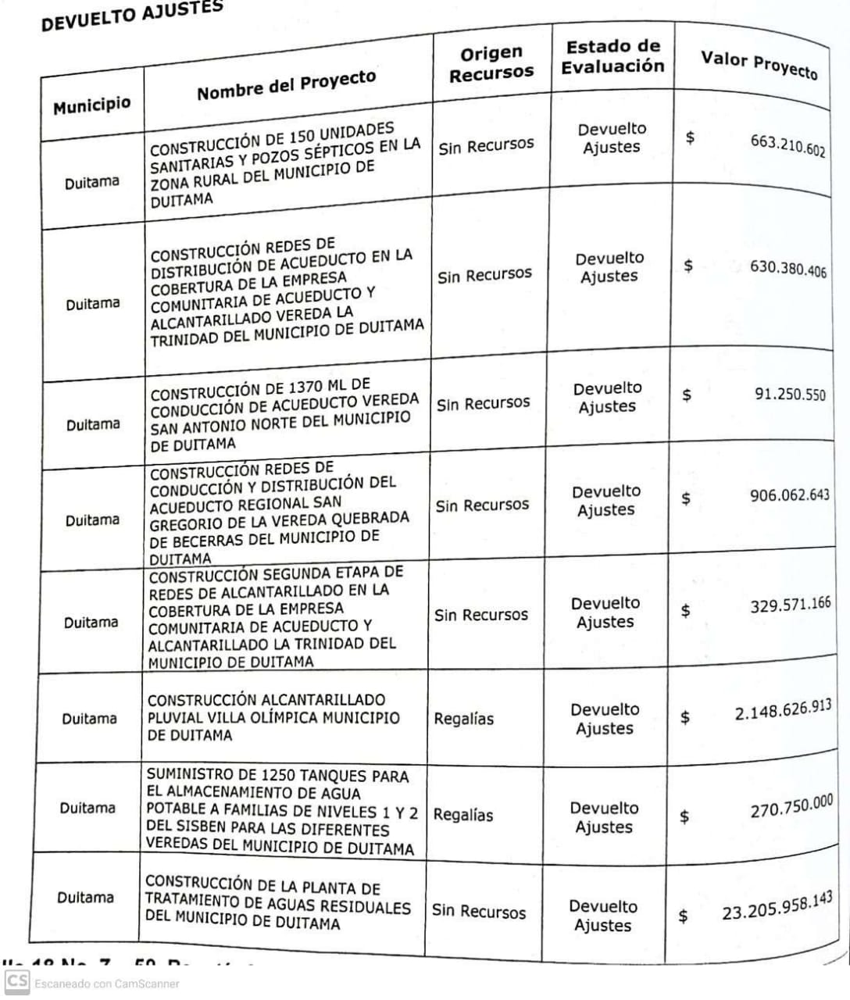 DEVUELTO AJUSTES
Municipio
Nombre del Proyecto
Origen
Recursos
Estado de
Evaluación
Valor Proyecto
Duitama
CONSTRUCCIÓN DE 150 UNIDADES
SANITARIAS Y POZOS SÉPTICOS EN LA
ZONA RURAL DEL MUNICIPIO DE
DUITAMA
Sin Recursos
Devuelto
Ajustes
$ 663.210.602
Duitama
CONSTRUCCIÓN REDES DE
DISTRIBUCIÓN DE ACUEDUCTO EN LA
COBERTURA DE LA EMPRESA
COMUNITARIA DE ACUEDUCTO Y
ALCANTARILLADO VEREDA LA
TRINIDAD DEL MUNICIPIO DE DUITAMA
Sin Recursos
Devuelto
Ajustes
$ 630.380.406
Duitama
CONSTRUCCIÓN DE 1370 ML DE
CONDUCCIÓN DE ACUEDUCTO VEREDA
SAN ANTONIO NORTE DEL MUNICIPIO
DE DUITAMA
Sin Recursos
Devuelto
Ajustes
$ 91.250.550
Duitama
CONSTRUCCIÓN REDES DE
CONDUCCIÓN Y DISTRIBUCIÓN DEL
ACUEDUCTO REGIONAL SAN
GREGORIO DE LA VEREDA QUEBRADA
DE BECERRAS DEL MUNICIPIO DE
DUITAMA
Sin Recursos
Devuelto
Ajustes
$ 906.062.643
Duitama
CONSTRUCCIÓN SEGUNDA ETAPA DE
REDES DE ALCANTARILLADO EN LA
COBERTURA DE LA EMPRESA
COMUNITARIA DE ACUEDUCTO Y
ALCANTARILLADO LA TRINIDAD DEL
MUNICIPIO DE DUITAMA
Sin Recursos
Devuelto
Ajustes
$ 329.571.166
Duitama
CONSTRUCCIÓN ALCANTARILLADO
PLUVIAL VILLA OLÍMPICA MUNICIPIO
DE DUITAMA
Regalías
Devuelto
Ajustes
$ 2.148.626.913
Duitama
SUMINISTRO DE 1250 TANQUES PARA
EL ALMACENAMIENTO DE AGUA
POTABLE A FAMILIAS DE NIVELES 1 Y 2
DEL SISBEN PARA LAS DIFERENTES
VEREDAS DEL MUNICIPIO DE DUITAMA
Regalías
Devuelto
Ajustes
$ 270.750.000
Duitama
CONSTRUCCIÓN DE LA PLANTA DE
TRATAMIENTO DE AGUAS RESIDUALES
DEL MUNICIPIO DE DUITAMA
Sin Recursos
Devuelto
Ajustes
$ 23.205.958.143
CS Escaneado con CamScanner